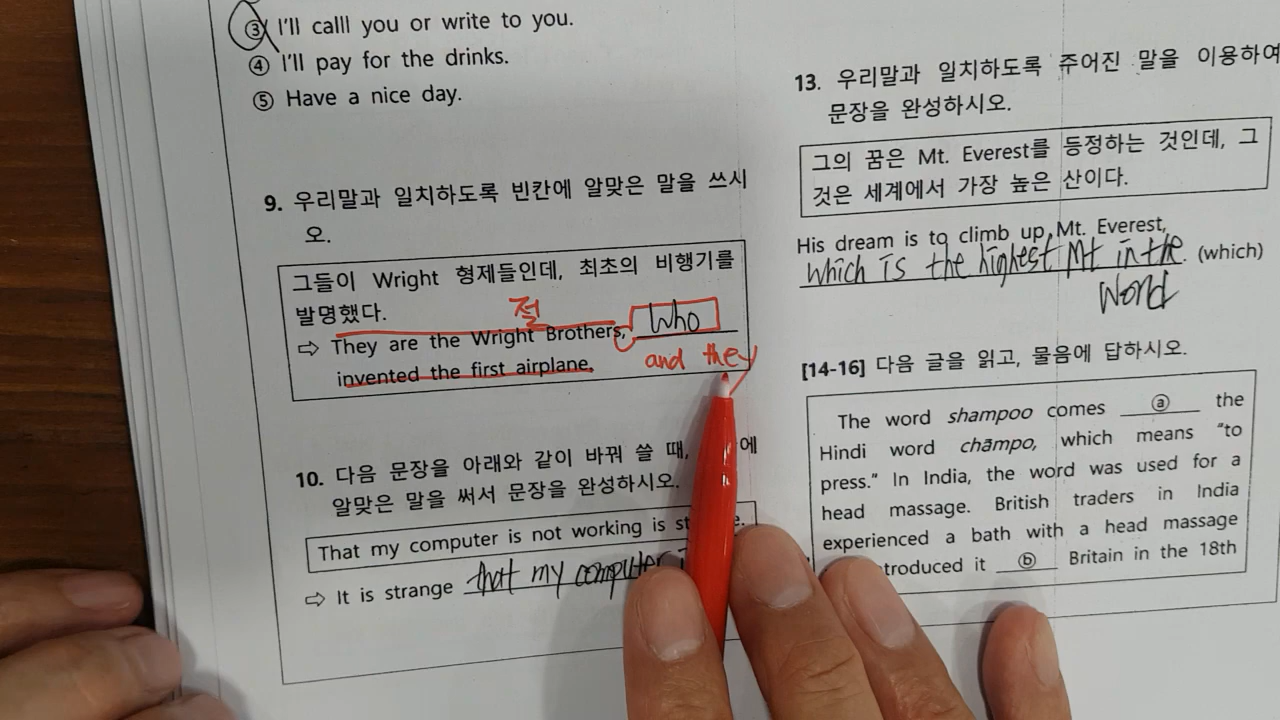 ③ I'll calll you or write to you.
④ I'll pay for the drinks.
⑤ Have a nice day.
9. 우리말과 일치하도록 빈칸에 알맞은 말을 쓰시
오.
그들이 Wright 형제들인데, 최초의 비행기를
발명했다.
절
⇨ They are the Wright Brothers, Who
invented the first airplane.
and they
10. 다음 문장을 아래와 같이 바꿔 쓸 때, 에
알맞은 말을 써서 문장을 완성하시오.
That my computer is not working is
⇨ It is strange that my computer
13. 우리말과 일치하도록 주어진 말을 이용하여
문장을 완성하시오.
그의 꿈은 Mt. Everest를 등정하는 것인데, 그
것은 세계에서 가장 높은 산이다.
His dream is to climb up Mt. Everest,
which is the highest Mt in the . (which)
World
[14-16] 다음 글을 읽고, 물음에 답하시오.
The word shampoo comes ⓐ the
Hindi word chāmpo, which means "to
press." In India, the word was used for a
head massage. British traders in India
experienced a bath with a head massage
troduced it ⓑ Britain in the 18th